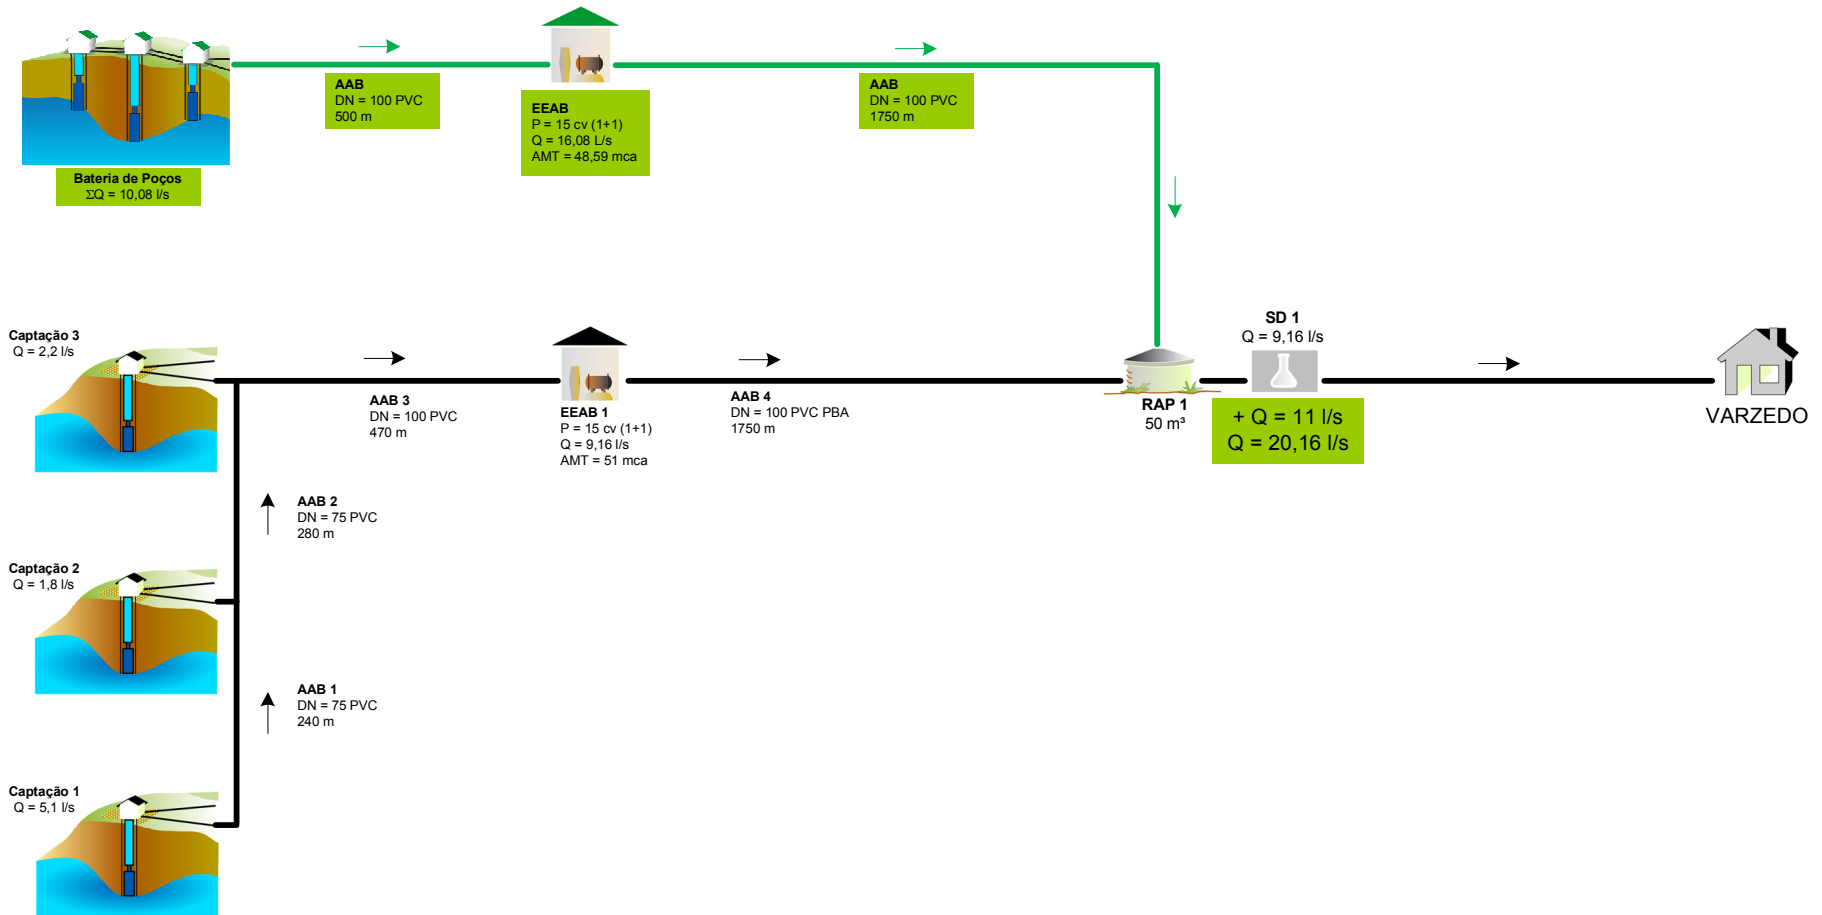 AAB
DN = 100 PVC
500 m
EEAB
P = 15 cv (1+1)
Q = 16,08 L/s
AMT = 48,59 mca
AAB
DN = 100 PVC
1750 m
Bateria de Poços
ΣQ = 10,08 l/s
Captação 3
Q = 2,2 l/s
AAB 3
DN = 100 PVC
470 m
EEAB 1
P = 15 cv (1+1)
Q = 9,16 l/s
AMT = 51 mca
AAB 4
DN = 100 PVC PBA
1750 m
RAP 1
50 m³
SD 1
Q = 9,16 l/s
+ Q = 11 l/s
Q = 20,16 l/s
VARZEDO
AAB 2
DN = 75 PVC
280 m
Captação 2
Q = 1,8 l/s
AAB 1
DN = 75 PVC
240 m
Captação 1
Q = 5,1 l/s